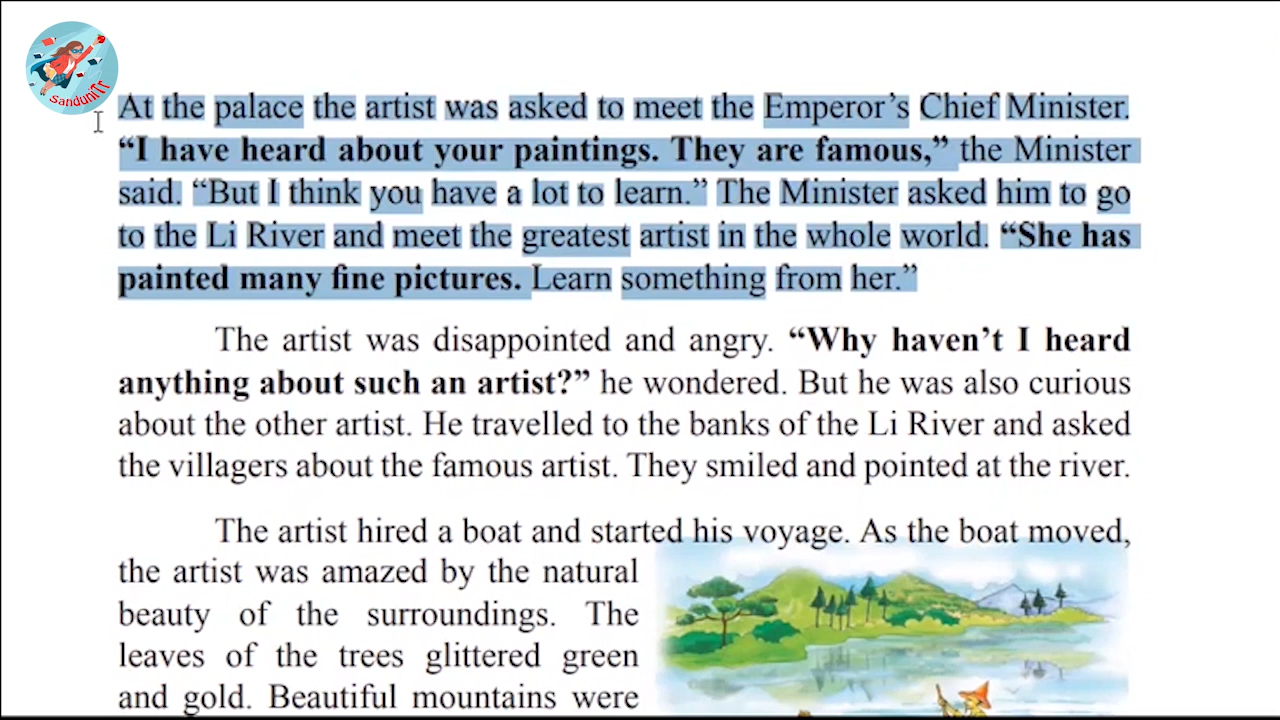 SanduniTr
At the palace the artist was asked to meet the Emperor’s Chief Minister.
“I have heard about your paintings. They are famous,” the Minister
said. “But I think you have a lot to learn.” The Minister asked him to go
to the Li River and meet the greatest artist in the whole world. “She has
painted many fine pictures. Learn something from her.”
The artist was disappointed and angry. “Why haven’t I heard
anything about such an artist?” he wondered. But he was also curious
about the other artist. He travelled to the banks of the Li River and asked
the villagers about the famous artist. They smiled and pointed at the river.
The artist hired a boat and started his voyage. As the boat moved,
the artist was amazed by the natural
beauty of the surroundings. The
leaves of the trees glittered green
and gold. Beautiful mountains were